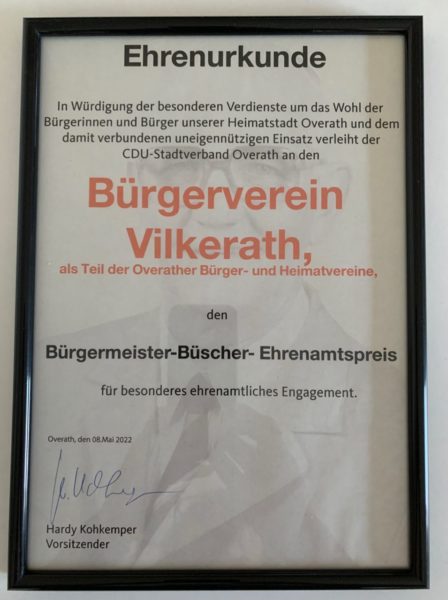 Ehrenurkunde
In Würdigung der besonderen Verdienste um das Wohl der
Bürgerinnen und Bürger unserer Heimatstadt Overath und dem
damit verbundenen uneigennützigen Einsatz verleiht der
CDU-Stadtverband Overath an den
Bürgerverein
Vilkerath,
als Teil der Overather Bürger- und Heimatvereine,
den
Bürgermeister-Büscher- Ehrenamtspreis
für besonderes ehrenamtliches Engagement.
Overath, den 08.Mai 2022
Hardy Kohkemper
Vorsitzender